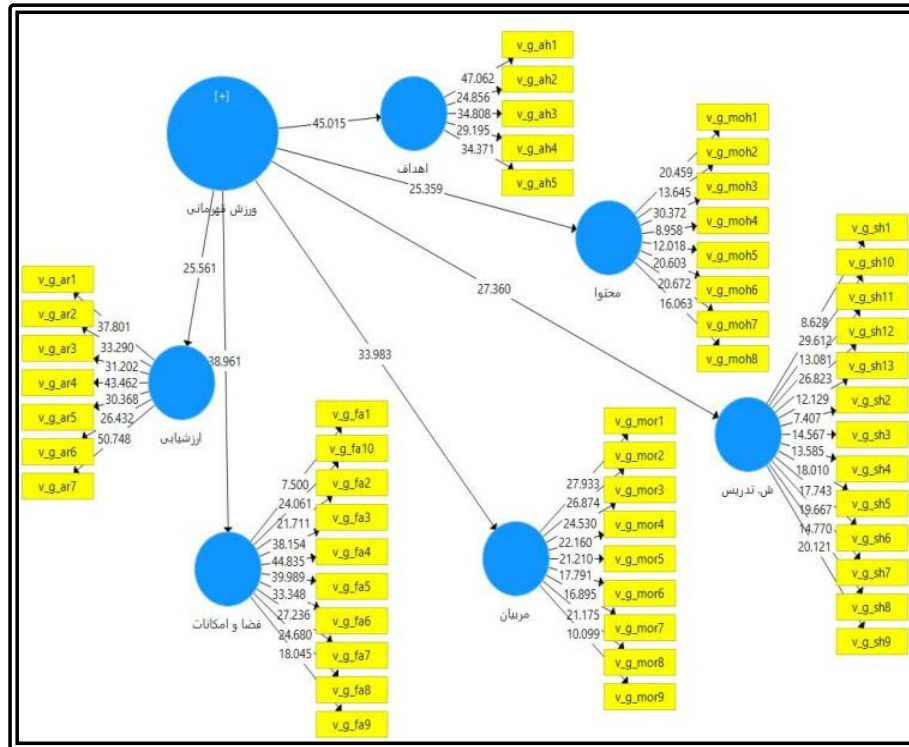 [+]
ورزش قهرمانی
45.015
اهداف
47.062
24.856
34.808
29.195
34.371
v_g_ah1
v_g_ah2
v_g_ah3
v_g_ah4
v_g_ah5
25.359
محتوا
20.459
13.645
30.372
8.958
12.018
20.603
20.672
16.063
v_g_moh1
v_g_moh2
v_g_moh3
v_g_moh4
v_g_moh5
v_g_moh6
v_g_moh7
v_g_moh8
27.360
ش. تدریس
8.628
29.612
13.081
26.823
12.129
7.407
14.567
13.585
18.010
17.743
19.667
14.770
20.121
v_g_sh1
v_g_sh10
v_g_sh11
v_g_sh12
v_g_sh13
v_g_sh2
v_g_sh3
v_g_sh4
v_g_sh5
v_g_sh6
v_g_sh7
v_g_sh8
v_g_sh9
25.561
ارزشیابی
v_g_ar1
v_g_ar2
v_g_ar3
v_g_ar4
v_g_ar5
v_g_ar6
v_g_ar7
37.801
33.290
31.202
43.462
30.368
26.432
50.748
38.961
فضا و امکانات
7.500
24.061
21.711
38.154
44.835
39.989
33.348
27.236
24.680
18.045
v_g_fa1
v_g_fa10
v_g_fa2
v_g_fa3
v_g_fa4
v_g_fa5
v_g_fa6
v_g_fa7
v_g_fa8
v_g_fa9
33.983
مربیان
27.933
26.874
24.530
22.160
21.210
17.791
16.895
21.175
10.099
v_g_mor1
v_g_mor2
v_g_mor3
v_g_mor4
v_g_mor5
v_g_mor6
v_g_mor7
v_g_mor8
v_g_mor9